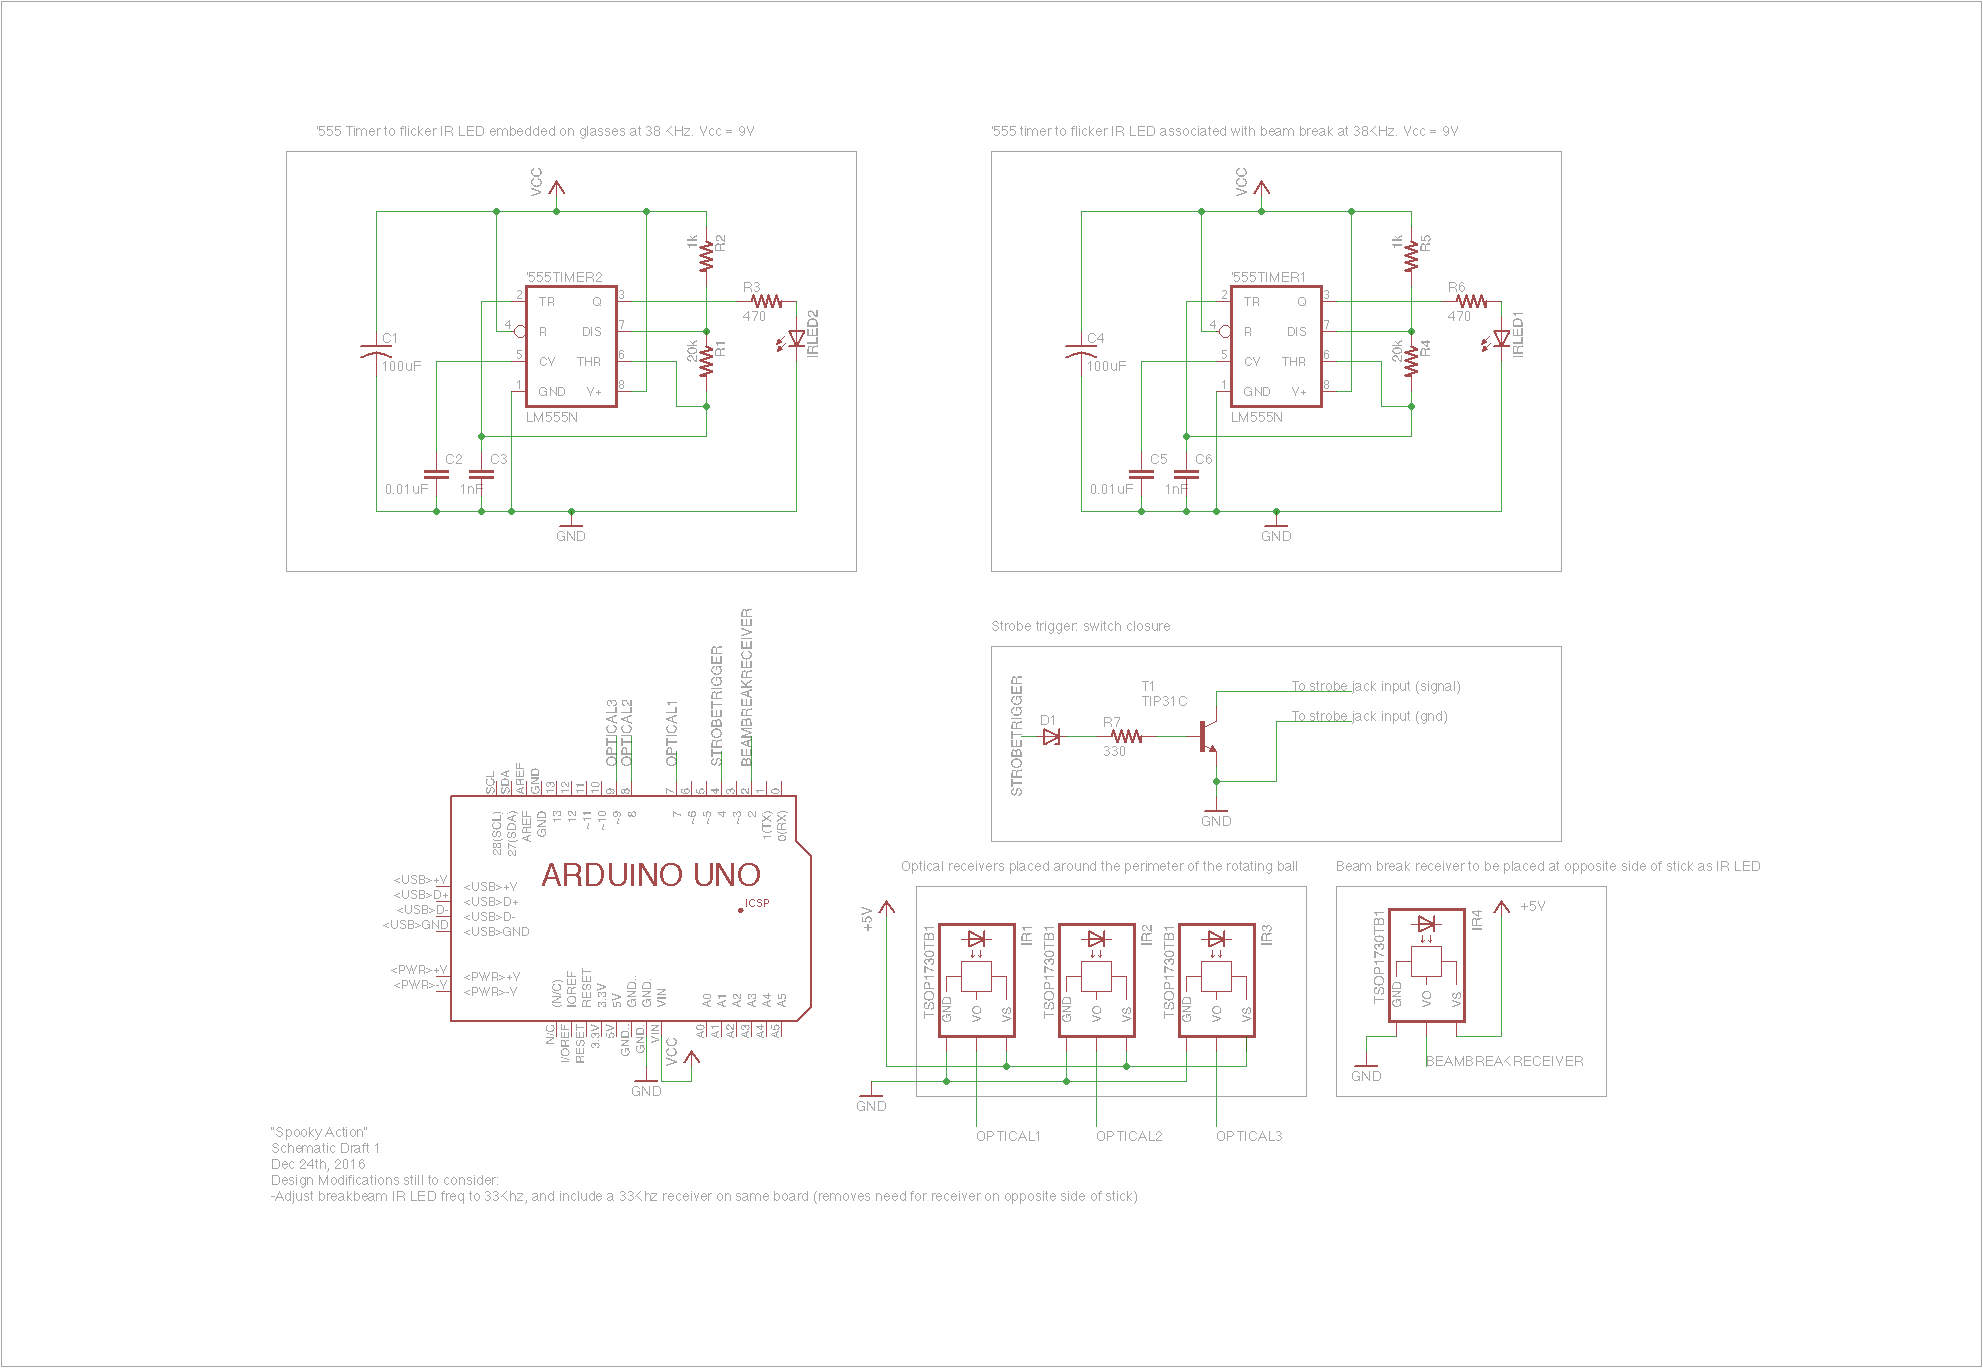 '555 Timer to flicker IR LED embedded on glasses at 38 KHz. Vcc = 9V
VCC
1k
R2
'555TIMER2
2
TR
Q
3
4
R
DIS
7
5
CV
THR
6
1
GND
V+
8
LM555N
R3
470
20k
R1
IRLED2
C1
100uF
C2
0.01uF
C3
1nF
GND
'555 timer to flicker IR LED associated with beam break at 38KHz. Vcc = 9V
VCC
1k
R5
'555TIMER1
2
TR
Q
3
4
R
DIS
7
5
CV
THR
6
1
GND
V+
8
LM555N
R6
470
20k
R4
IRLED1
C4
100uF
C5
0.01uF
C6
1nF
GND
Strobe trigger: switch closure
STROBETRIGGER
D1
R7
330
T1
TIP31C
To strobe jack input (signal)
To strobe jack input (gnd)
GND
OPTICAL3
OPTICAL2
OPTICAL1
STROBETRIGGER
BEAMBREAKRECEIVER
SCL
SDA
AREF
GND
13
12
11
10
9
8
7
6
5
4
3
2
1
0
28(SCL)
27(SDA)
AREF
GND
13
12
~11
~10
~9
8
7
~6
~5
4
~3
2
1(TX)
0(RX)
ARDUINO UNO
ICSP
<USB>+V
<USB>D+
<USB>D-
<USB>GND
<PWR>+V
<PWR>-V
<USB>+V
<USB>D+
<USB>D-
<USB>GND
<PWR>+V
<PWR>-V
(N/C)
IOREF
RESET
3.3V
5V
GND..
GND.
VIN
A0
A1
A2
A3
A4
A5
N/C
I/OREF
RESET
3.3V
5V
GND..
GND.
VIN
A0
A1
A2
A3
A4
A5
VCC
GND
Optical receivers placed around the perimeter of the rotating ball
+5V
TSOP1730TB1
IR1
GND
VO
VS
TSOP1730TB1
IR2
GND
VO
VS
TSOP1730TB1
IR3
GND
VO
VS
GND
OPTICAL1
OPTICAL2
OPTICAL3
Beam break receiver to be placed at opposite side of stick as IR LED
TSOP1730TB1
IR4
+5V
GND
VO
VS
GND
BEAMBREAKRECEIVER
"Spooky Action"
Schematic Draft 1
Dec 24th, 2016
Design Modifications still to consider:
-Adjust breakbeam IR LED freq to 33Khz, and include a 33Khz receiver on same board (removes need for receiver on opposite side of stick)